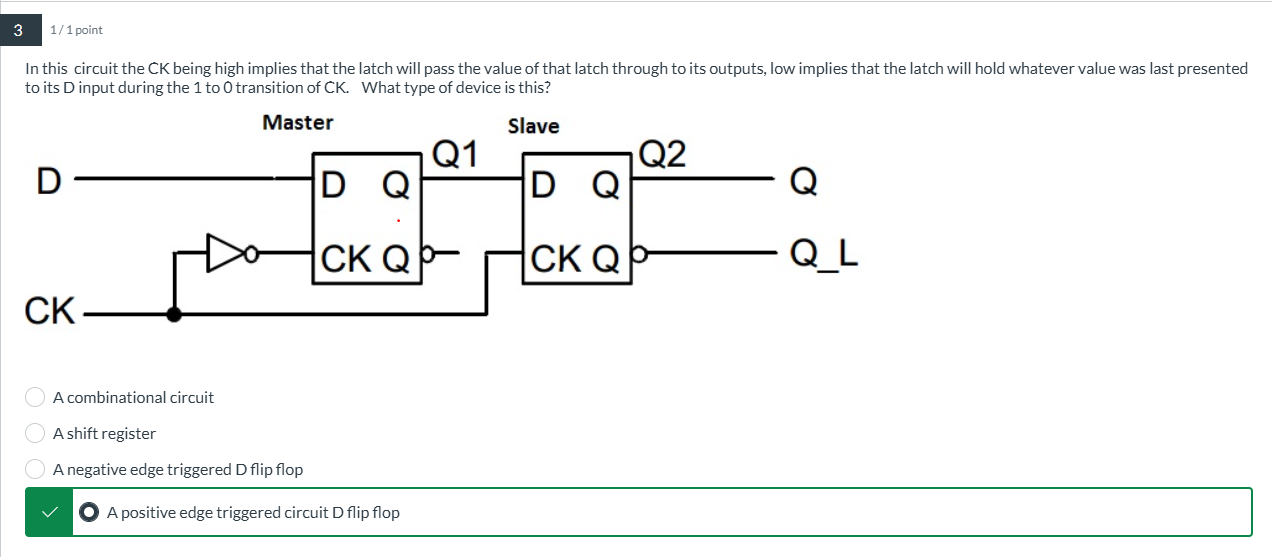 3 1 / 1 point
In this circuit the CK being high implies that the latch will pass the value of that latch through to its outputs, low implies that the latch will hold whatever value was last presented
to its D input during the 1 to 0 transition of CK. What type of device is this?
Master Slave
Q1 Q2
D D Q D Q Q
CK Q CK Q Q_L
CK
A combinational circuit
A shift register
A negative edge triggered D flip flop
A positive edge triggered circuit D flip flop